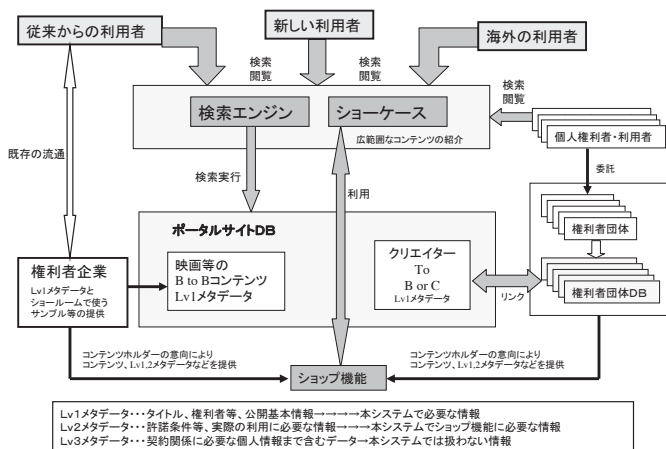 従来からの利用者
新しい利用者
海外の利用者
検索
閲覧
検索
閲覧
検索
閲覧
検索エンジン
ショーケース
広範囲なコンテンツの紹介
個人権利者・利用者
既存の流通
検索実行
利用
委託
ポータルサイトDB
権利者団体
権利者企業
Lv1メタデータと
ショールームで使う
サンプル等の提供
映画等の
B to Bコンテンツ
Lv1メタデータ
クリエイター
To
B or C
Lv1メタデータ
リンク
権利者団体DB
コンテンツホルダーの意向により
コンテンツ、Lv1,2メタデータなどを提供
ショップ機能
コンテンツホルダーの意向により
コンテンツ、Lv1,2メタデータなどを提供
Lv1メタデータ・・・タイトル、権利者等、公開基本情報→→→→本システムで必要な情報
Lv2メタデータ・・・許諾条件等、実際の利用に必要な情報→→→本システムでショップ機能に必要な情報
Lv3メタデータ・・・契約関係に必要な個人情報まで含むデータ→本システムでは扱わない情報